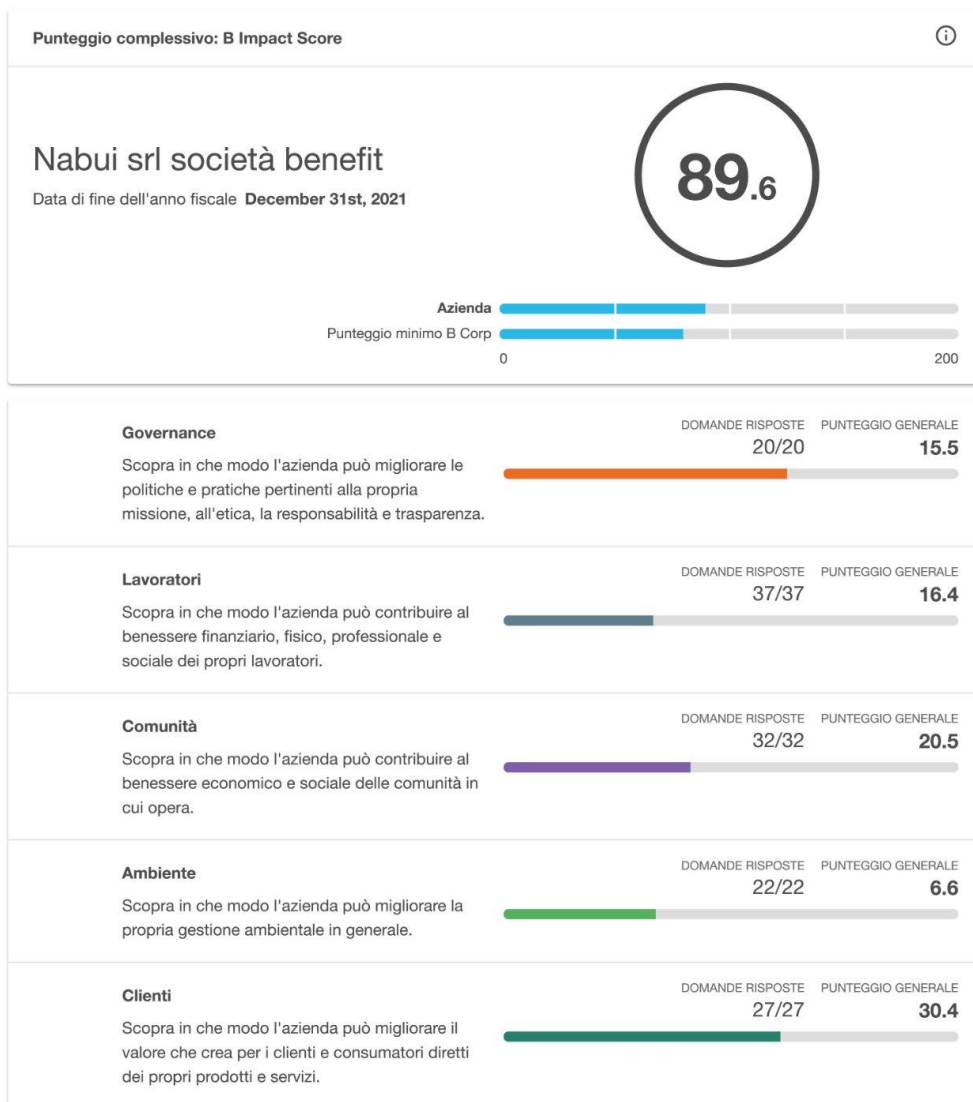 Punteggio complessivo: B Impact Score
Nabui srl società benefit
Data di fine dell'anno fiscale December 31st, 2021
89.6
Azienda
Punteggio minimo B Corp
0 200
Governance
Scopra in che modo l'azienda può migliorare le
politiche e pratiche pertinenti alla propria
missione, all'etica, la responsabilità e trasparenza.
DOMANDE RISPOSTE PUNTEGGIO GENERALE
20/20 15.5
Lavoratori
Scopra in che modo l'azienda può contribuire al
benessere finanziario, fisico, professionale e
sociale dei propri lavoratori.
DOMANDE RISPOSTE PUNTEGGIO GENERALE
37/37 16.4
Comunità
Scopra in che modo l'azienda può contribuire al
benessere economico e sociale delle comunità in
cui opera.
DOMANDE RISPOSTE PUNTEGGIO GENERALE
32/32 20.5
Ambiente
Scopra in che modo l'azienda può migliorare la
propria gestione ambientale in generale.
DOMANDE RISPOSTE PUNTEGGIO GENERALE
22/22 6.6
Clienti
Scopra in che modo l'azienda può migliorare il
valore che crea per i clienti e consumatori diretti
dei propri prodotti e servizi.
DOMANDE RISPOSTE PUNTEGGIO GENERALE
27/27 30.4